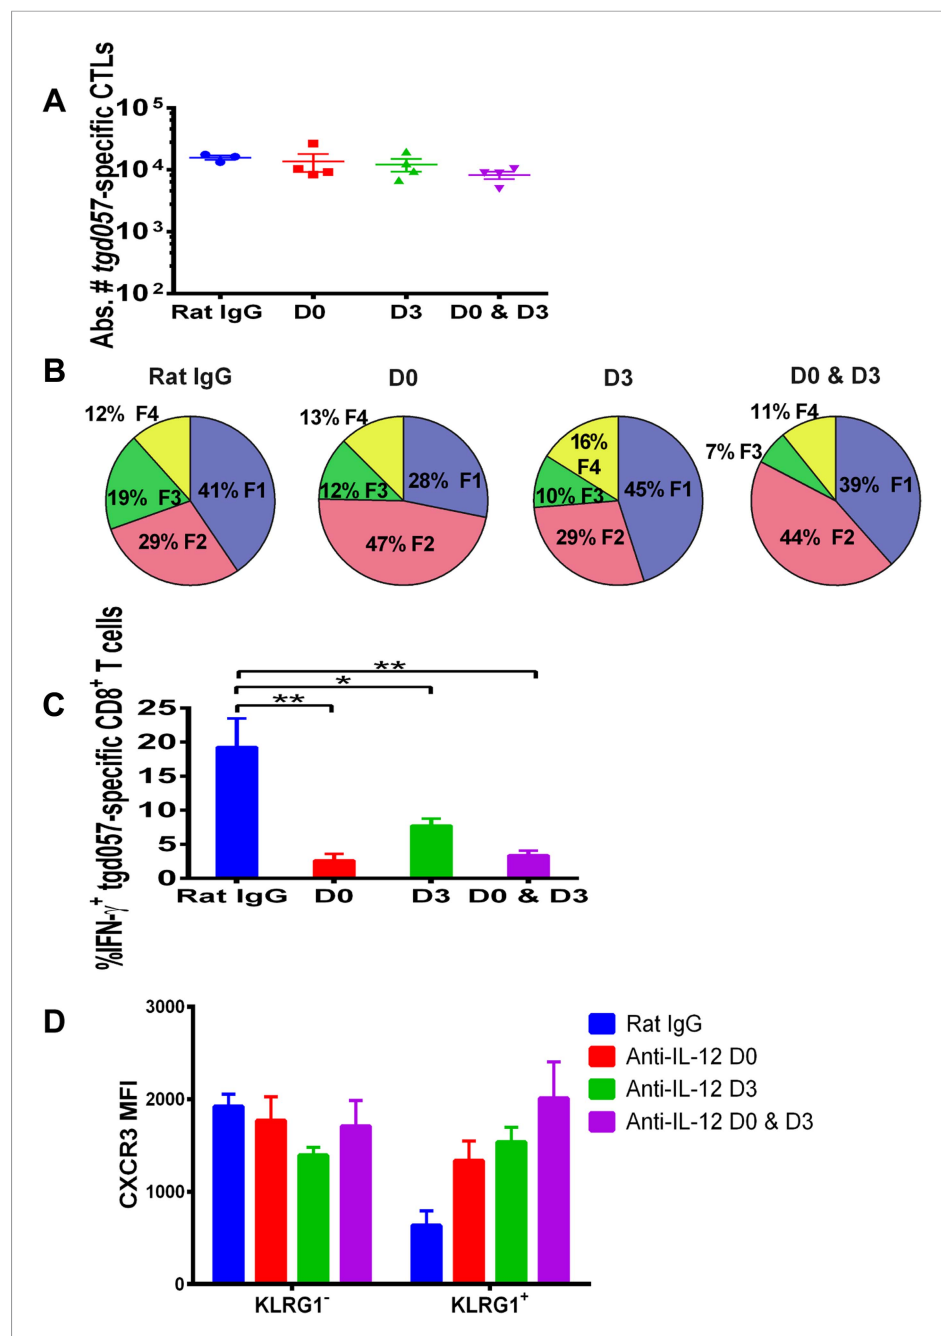 A
Abs. # tgd057-specific CTLs
10⁵
10⁴
10³
10²
Rat IgG D0 D3 D0 & D3
B
Rat IgG D0 D3 D0 & D3
12% F4
41% F1
19% F3
29% F2
13% F4
28% F1
12% F3
47% F2
16% F4
45% F1
10% F3
29% F2
11% F4
7% F3
39% F1
44% F2
C
%IFN-γ⁺ tgd057-specific CD8⁺ T cells
**
*
**
25
20
15
10
5
0
Rat IgG D0 D3 D0 & D3
D
CXCR3 MFI
3000
2000
1000
0
KLRG1⁻ KLRG1⁺
Rat IgG
Anti-IL-12 D0
Anti-IL-12 D3
Anti-IL-12 D0 & D3